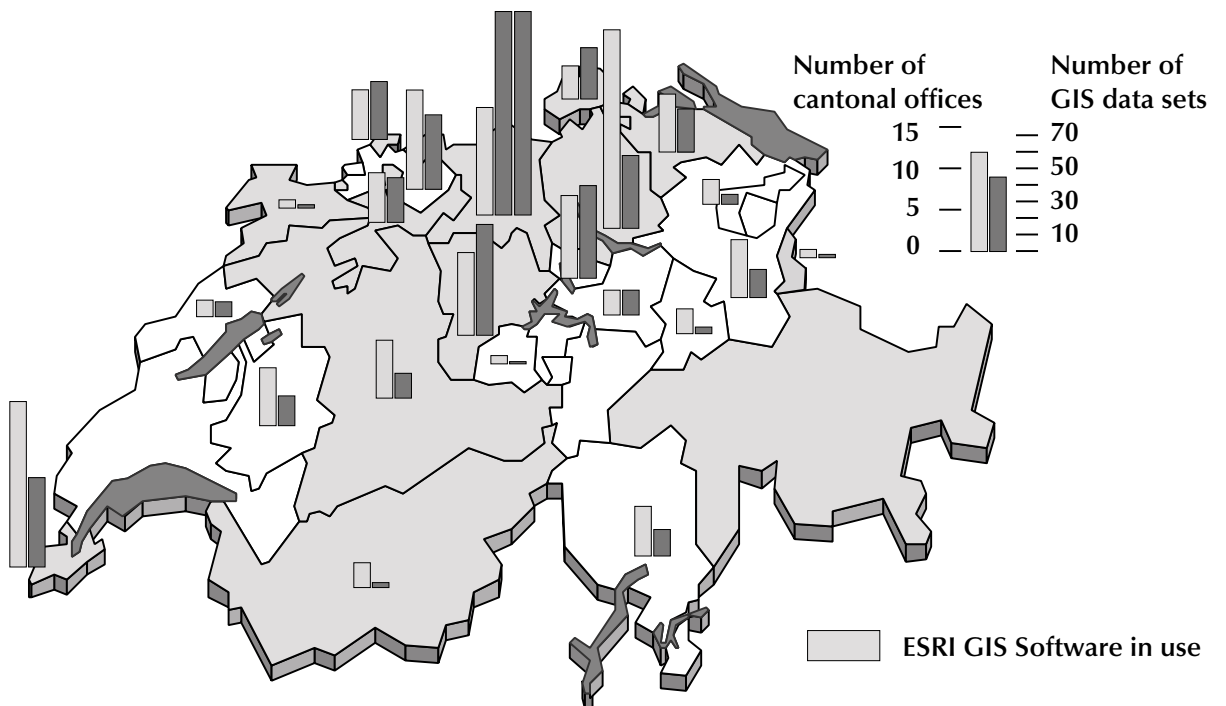 Number of
cantonal offices
15
10
5
0
Number of
GIS data sets
70
50
30
10
ESRI GIS Software in use